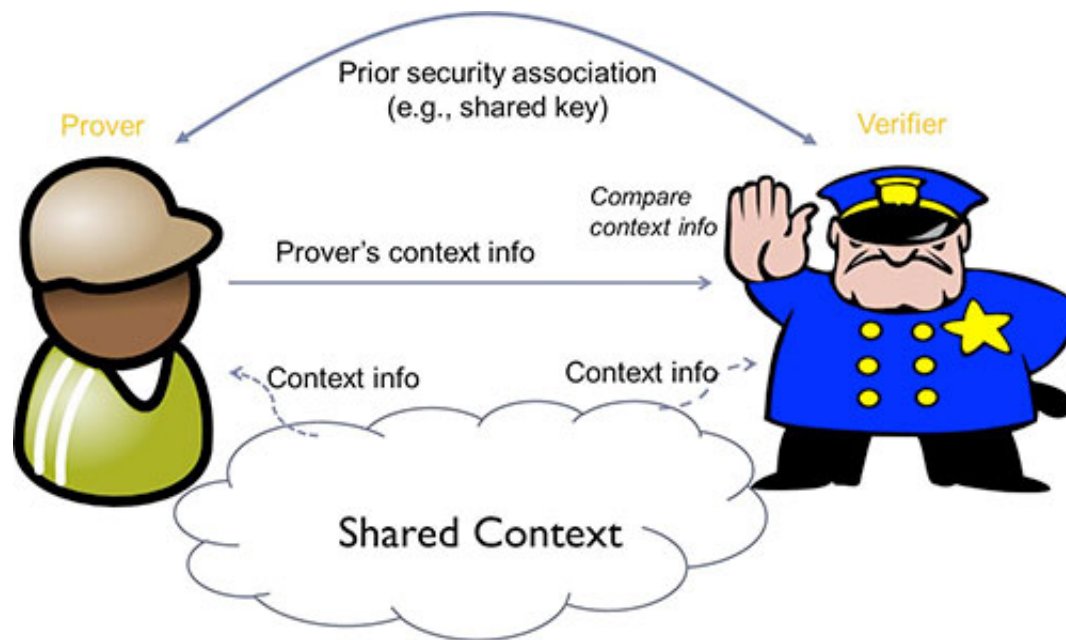 Prior security association
(e.g., shared key)
Prover
Verifier
Compare
context info
Prover’s context info
Context info
Context info
Shared Context